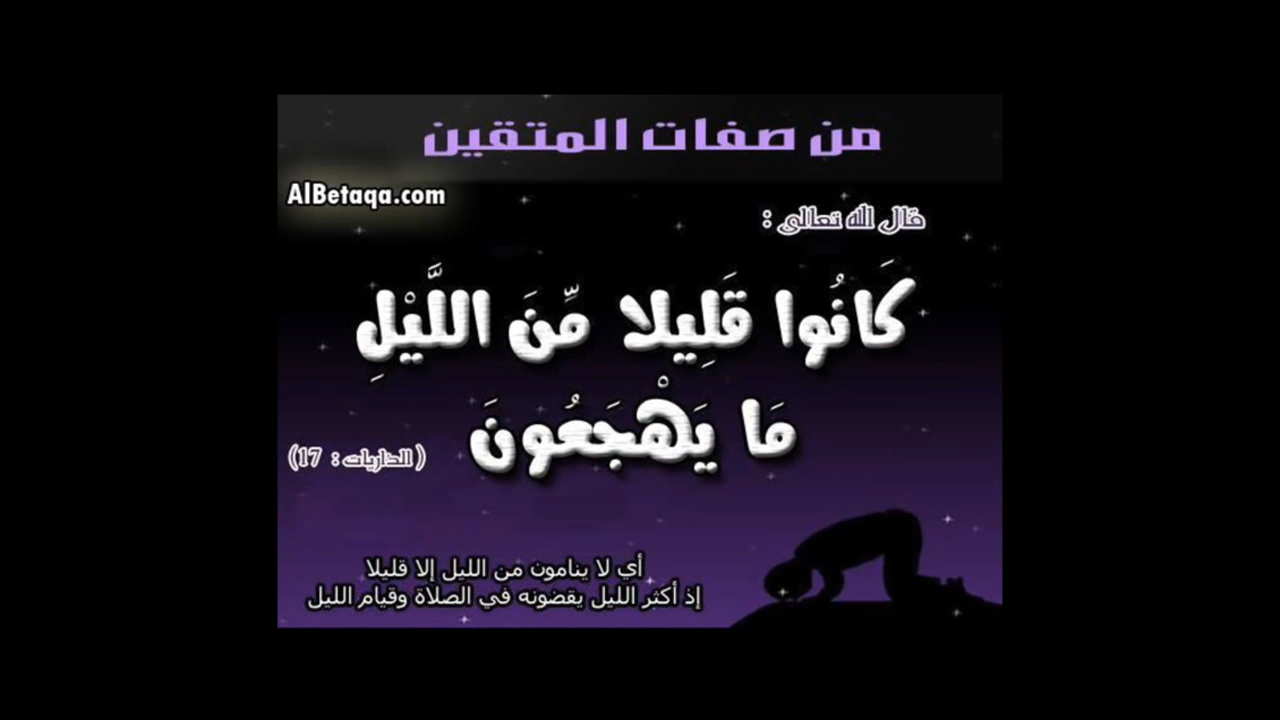 من صفات المتقين
AlBetaqa.com
قال الله تعالى :
كَانُوا قَلِيلا مِّنَ اللَّيْلِ
مَا يَهْجَعُونَ
( الذاريات : 17)
أي لا ينامون من الليل إلا قليلا
إذ أكثر الليل يقضونه في الصلاة وقيام الليل